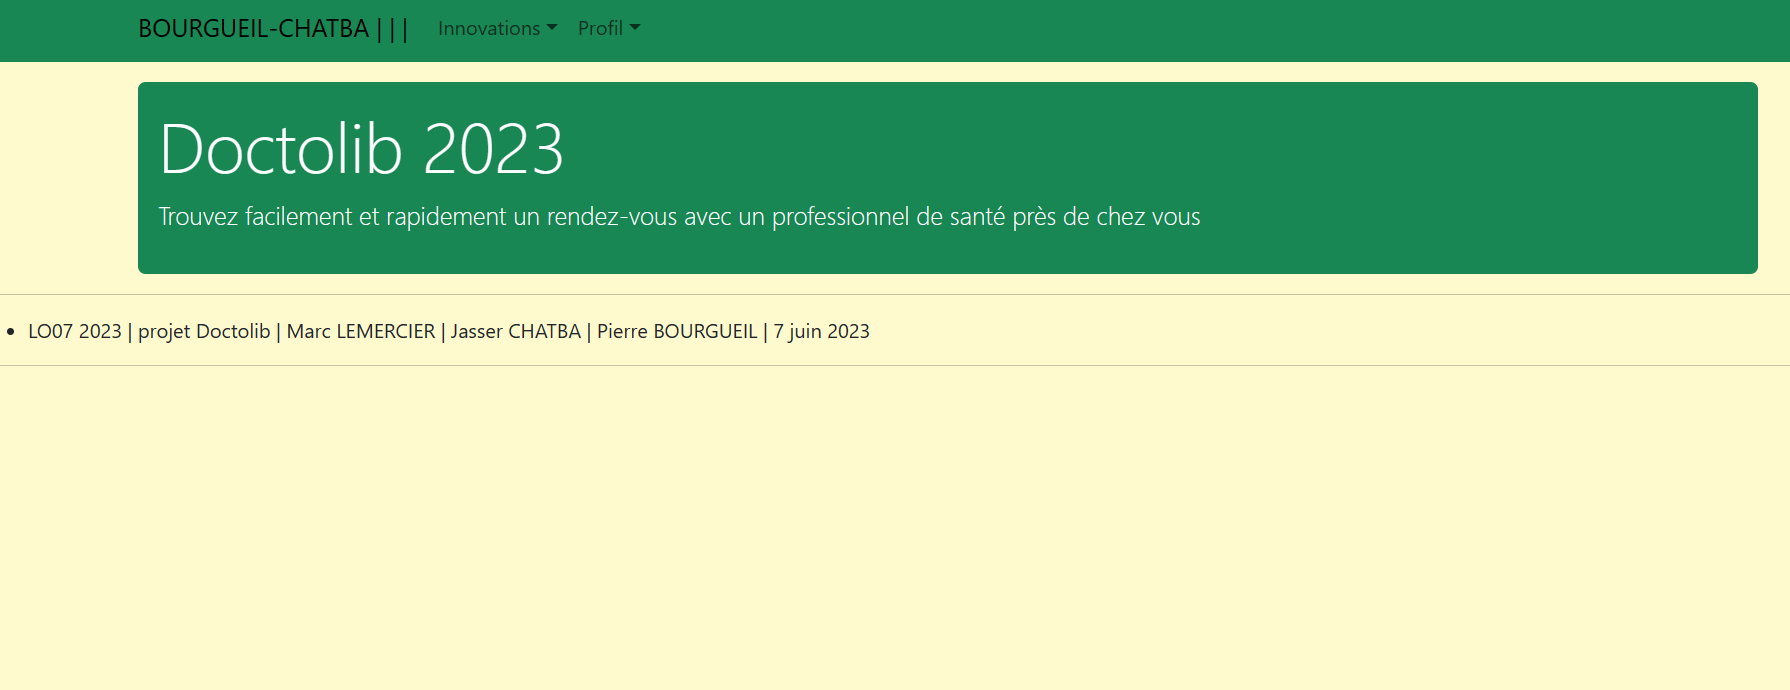 BOURGUEIL-CHATBA | | | Innovations Profil
Doctolib 2023
Trouvez facilement et rapidement un rendez-vous avec un professionnel de santé près de chez vous
LO07 2023 | projet Doctolib | Marc LEMERCIER | Jasser CHATBA | Pierre BOURGUEIL | 7 juin 2023